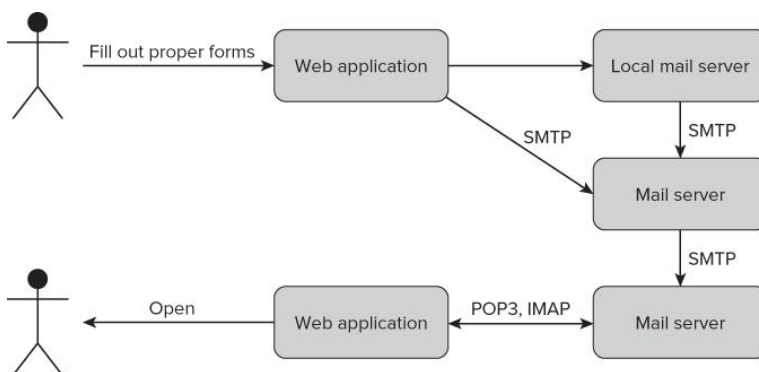 Fill out proper forms
Web application
Local mail server
SMTP
SMTP
Mail server
SMTP
Open
Web application
POP3, IMAP
Mail server